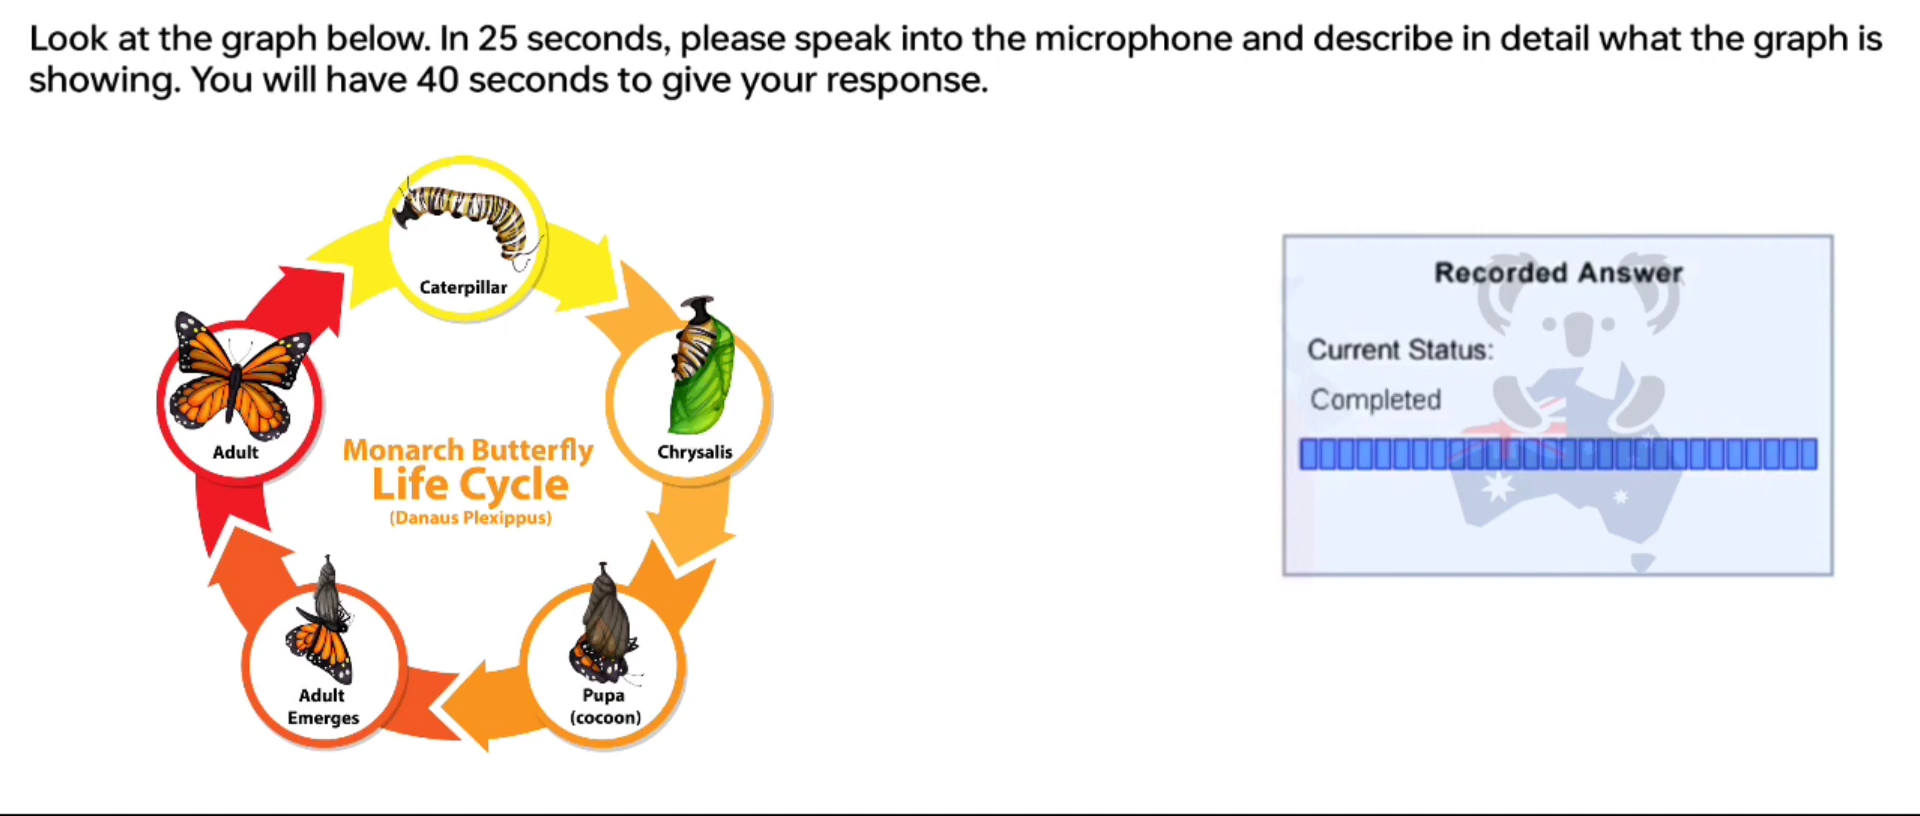 Look at the graph below. In 25 seconds, please speak into the microphone and describe in detail what the graph is
showing. You will have 40 seconds to give your response.
Caterpillar
Chrysalis
Pupa
(cocoon)
Adult
Emerges
Adult
Monarch Butterfly
Life Cycle
(Danaus Plexippus)
Recorded Answer
Current Status:
Completed